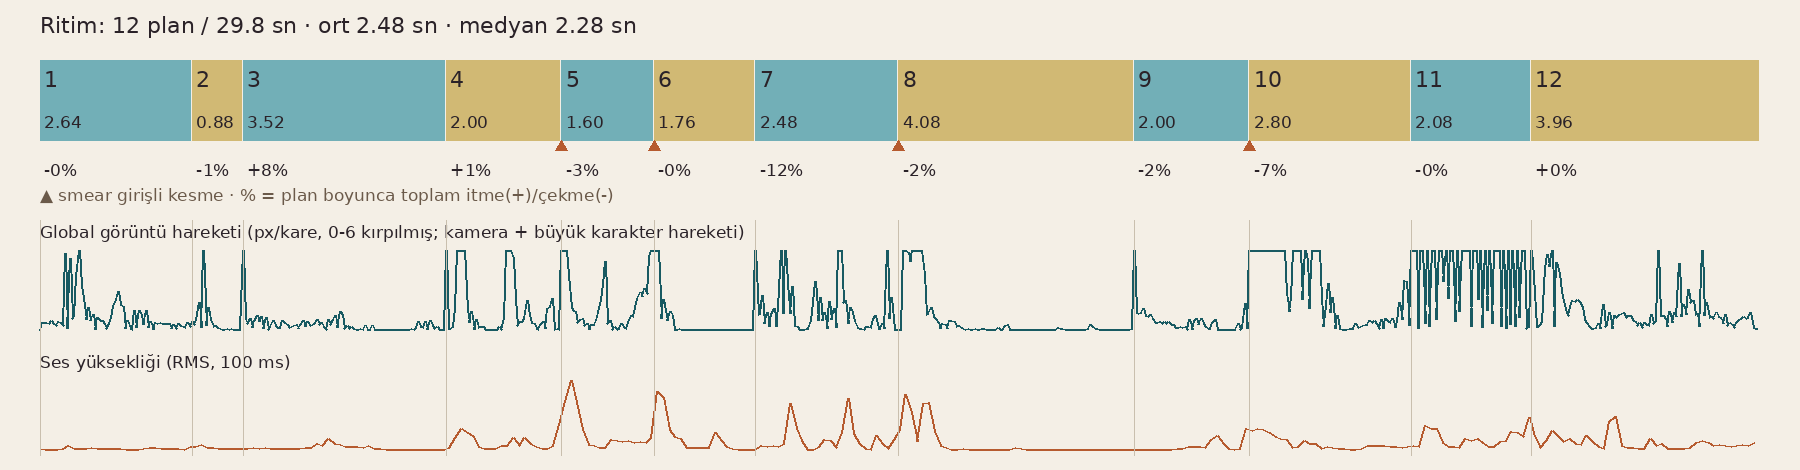 Ritim: 12 plan / 29.8 sn · ort 2.48 sn · medyan 2.28 sn
1 2 3 4 5 6 7 8 9 10 11 12
2.64 0.88 3.52 2.00 1.60 1.76 2.48 4.08 2.00 2.80 2.08 3.96
-0% -1% +8% +1% -3% -0% -12% -2% -2% -7% -0% +0%
▲ smear girişli kesme · % = plan boyunca toplam itme(+)/çekme(-)
Global görüntü hareketi (px/kare, 0-6 kırpılmış; kamera + büyük karakter hareketi)
Ses yüksekliği (RMS, 100 ms)